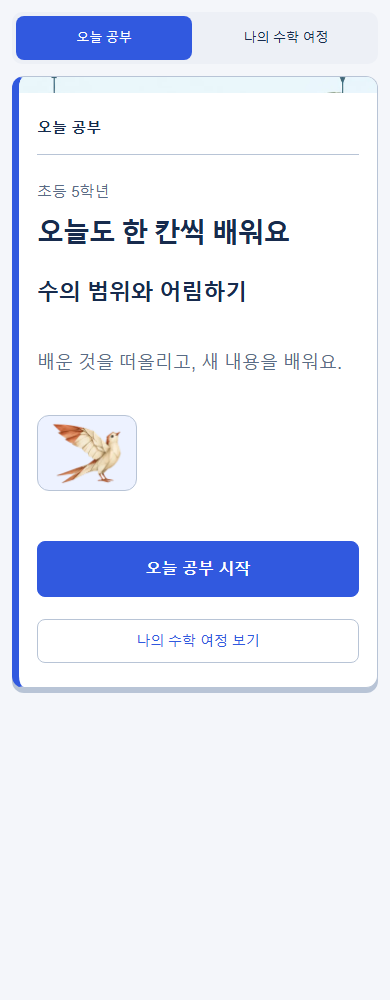 오늘 공부
나의 수학 여정
오늘 공부
초등 5학년
오늘도 한 칸씩 배워요
수의 범위와 어림하기
배운 것을 떠올리고, 새 내용을 배워요.
오늘 공부 시작
나의 수학 여정 보기